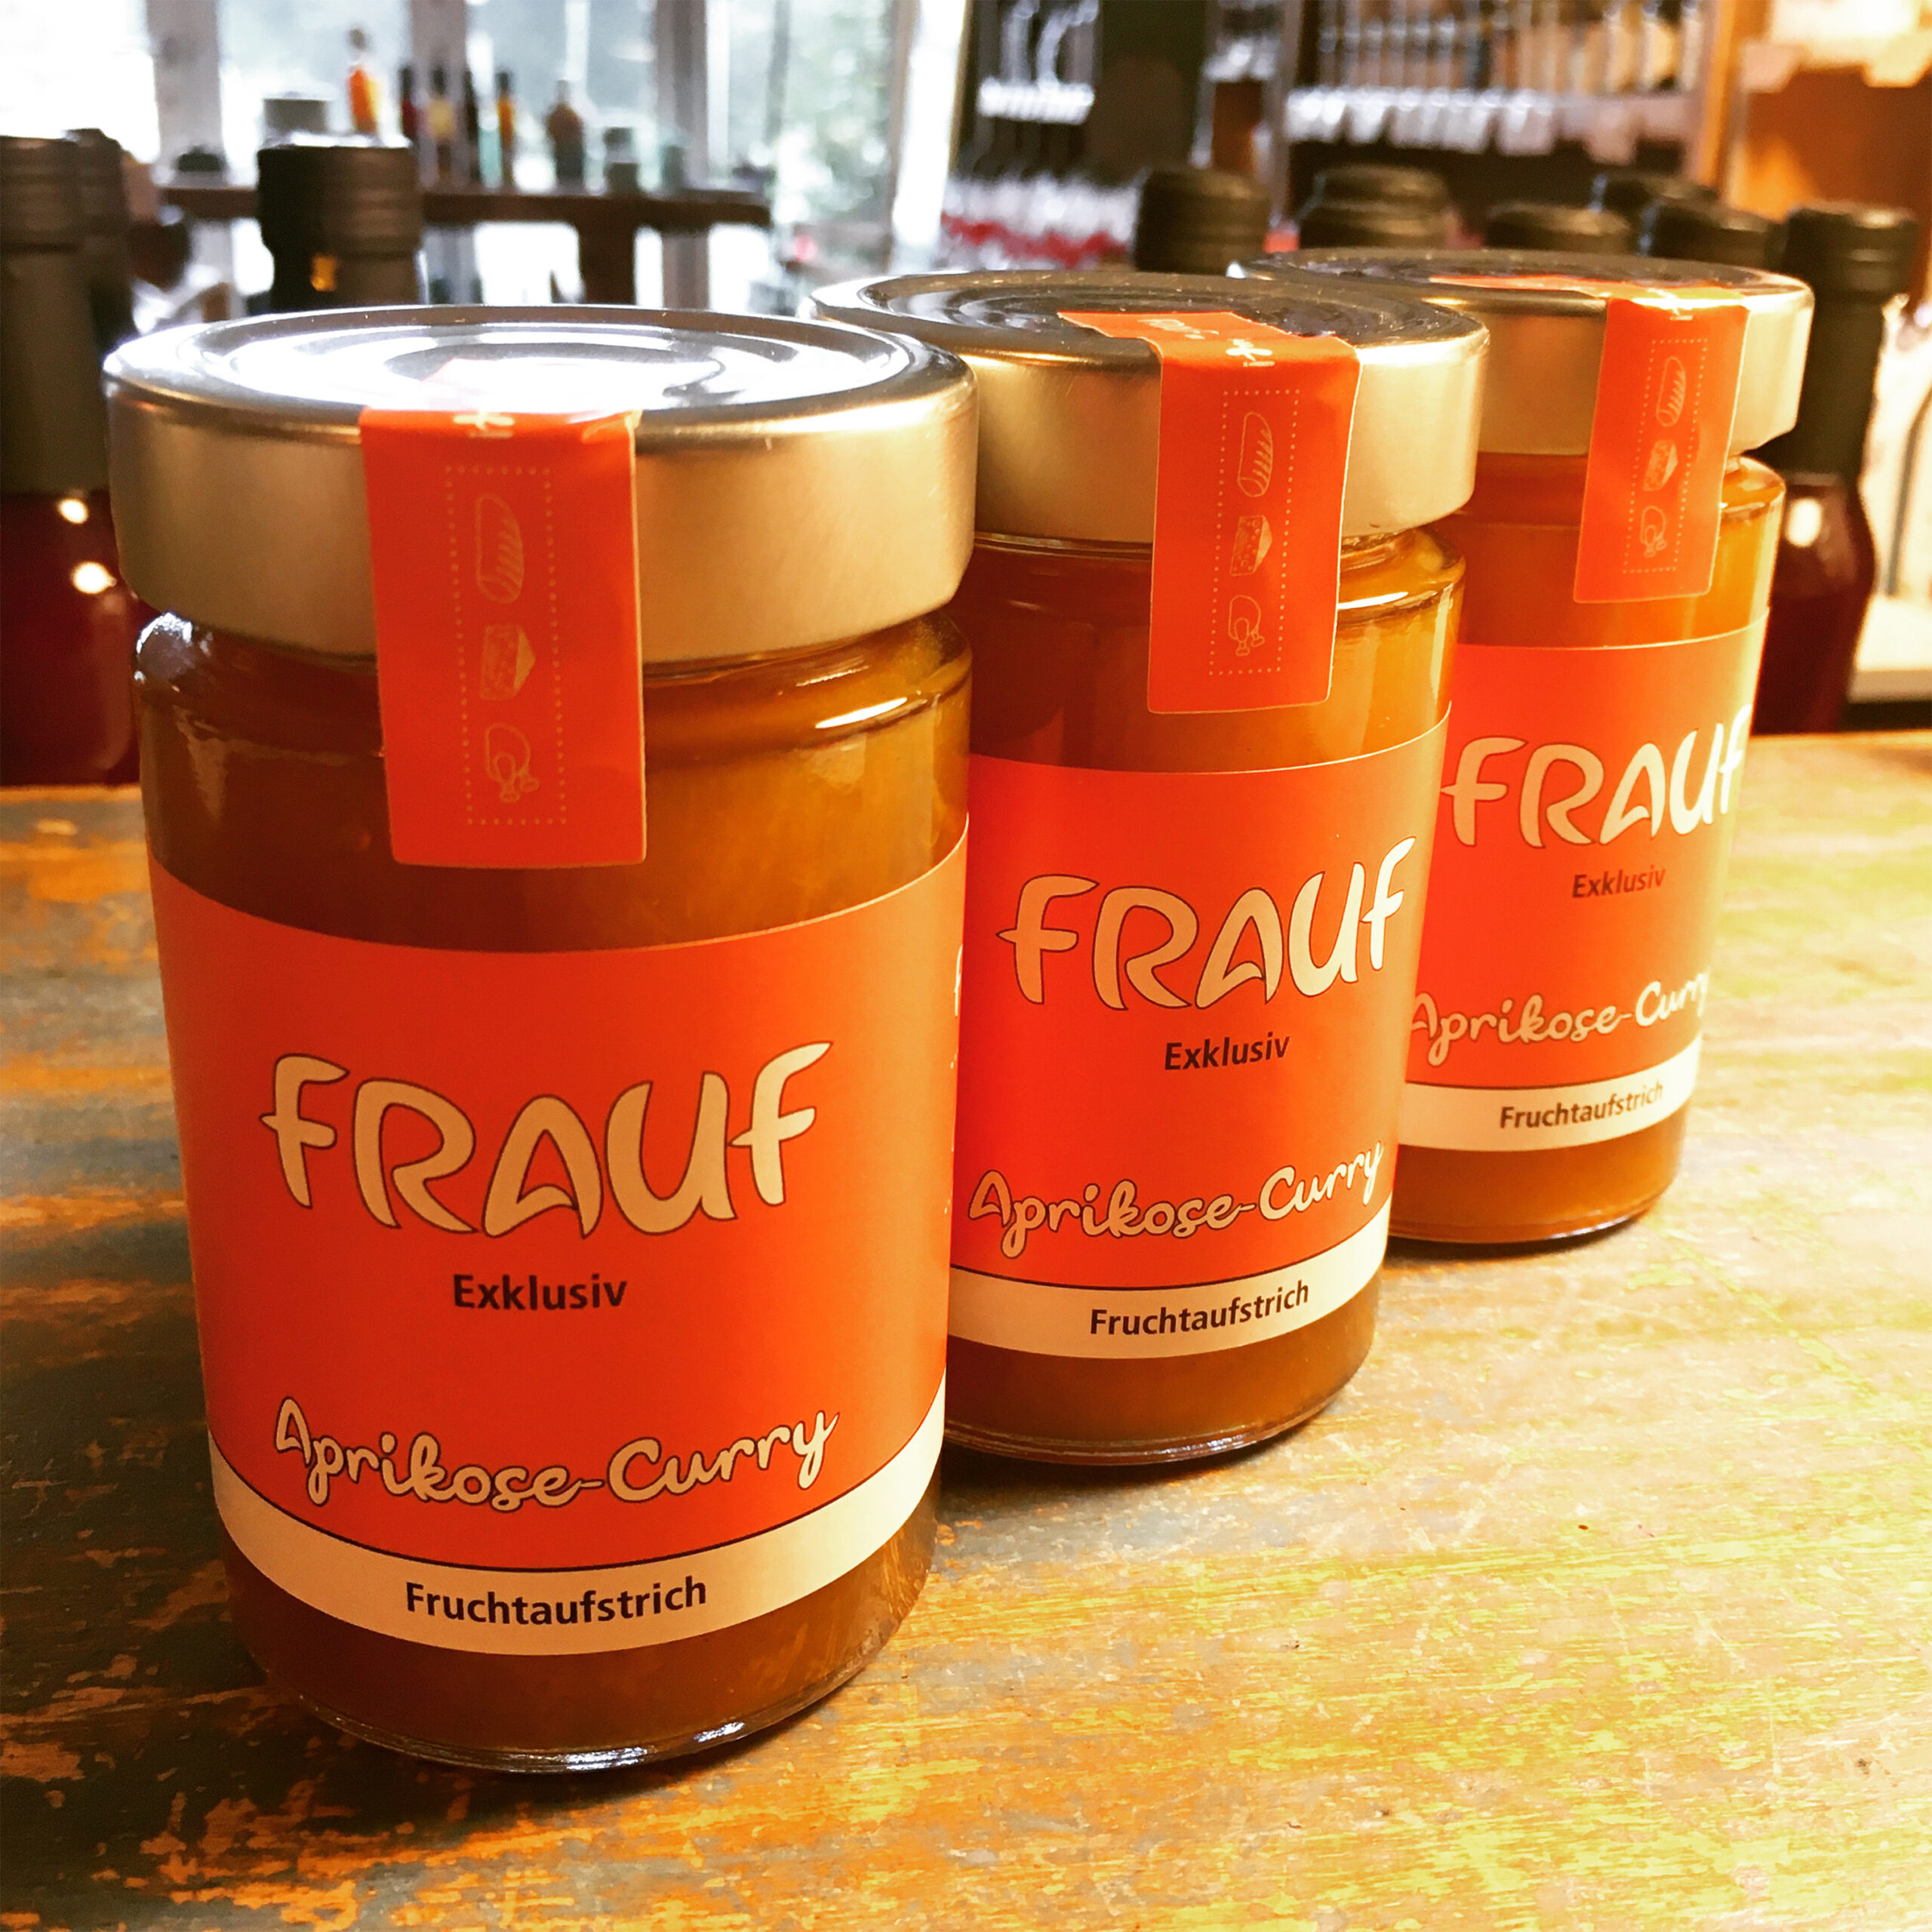 FRAUF
Exklusiv
Aprikose-Curry
Fruchtaufstrich
FRAUF
Exklusiv
Aprikose-Curry
Fruchtaufstrich
FRAUF
Exklusiv
Aprikose-Curry
Fruchtaufstrich